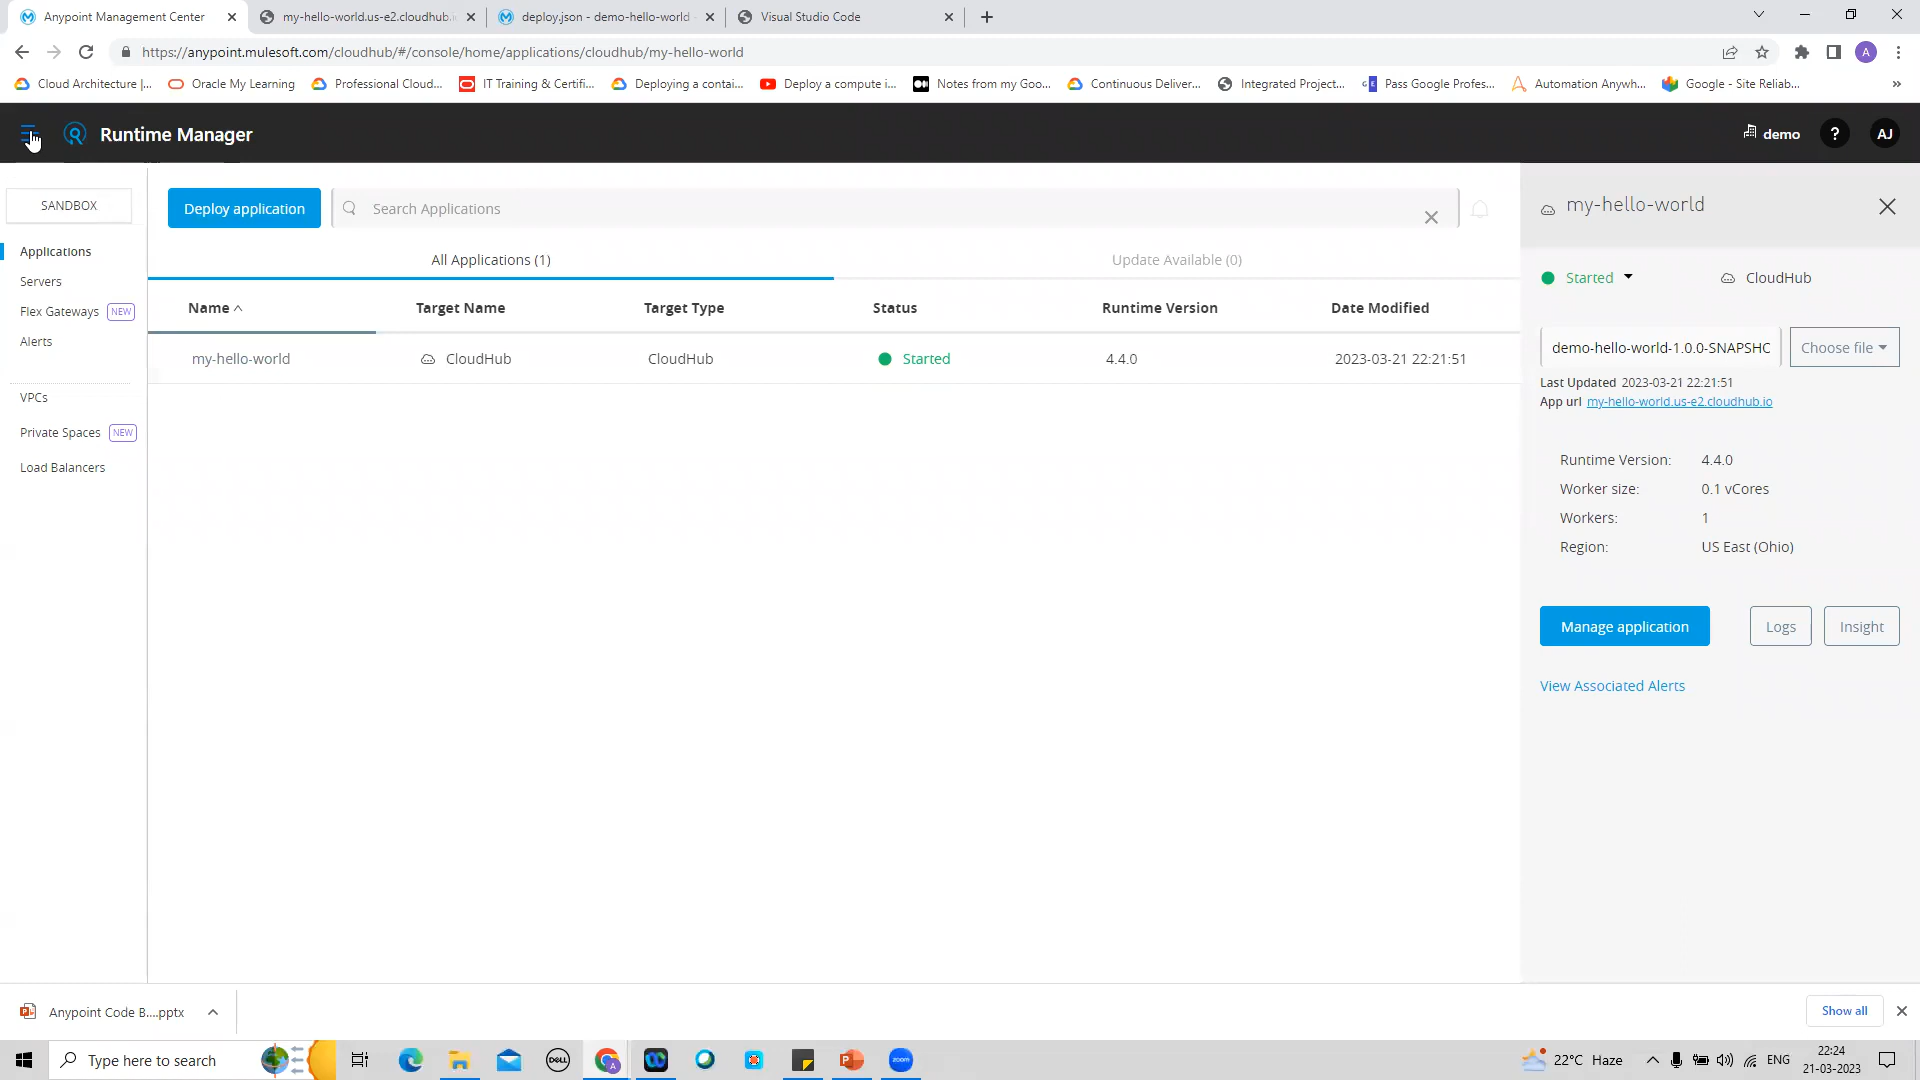 Anypoint Management Center
my-hello-world.us-e2.cloudhub.i
deploy.json - demo-hello-world
Visual Studio Code
https://anypoint.mulesoft.com/cloudhub/#/console/home/applications/cloudhub/my-hello-world
A
Cloud Architecture |...
Oracle My Learning
Professional Cloud...
IT Training & Certifi...
Deploying a contai...
Deploy a compute i...
Notes from my Goo...
Continuous Deliver...
Integrated Project...
Pass Google Profes...
Automation Anywh...
Google - Site Reliab...
»
Runtime Manager
demo
?
AJ
SANDBOX
Applications
Servers
Flex Gateways NEW
Alerts
VPCs
Private Spaces NEW
Load Balancers
Deploy application
Search Applications
All Applications (1)
Update Available (0)
Name Target Name Target Type Status Runtime Version Date Modified
my-hello-world CloudHub CloudHub Started 4.4.0 2023-03-21 22:21:51
my-hello-world
Started CloudHub
demo-hello-world-1.0.0-SNAPSHO
Choose file
Last Updated 2023-03-21 22:21:51
App url my-hello-world.us-e2.cloudhub.io
Runtime Version: 4.4.0
Worker size: 0.1 vCores
Workers: 1
Region: US East (Ohio)
Manage application
Logs
Insight
View Associated Alerts
Anypoint Code B....pptx
Show all
Type here to search
DELL
zoom
22°C Haze
ENG
22:24
21-03-2023